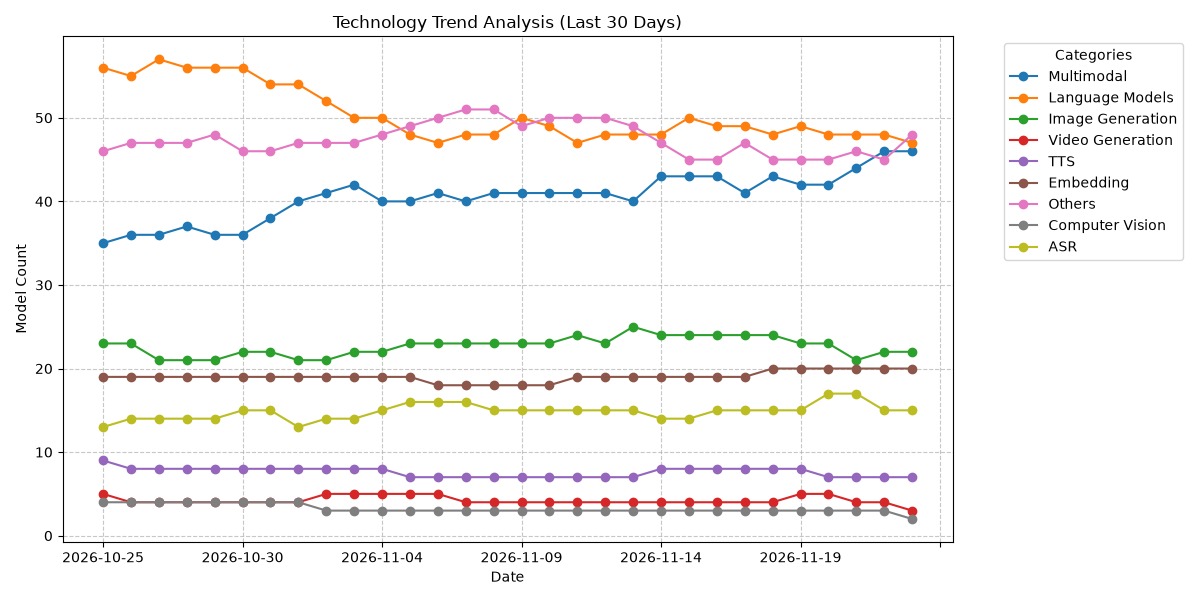 Technology Trend Analysis (Last 30 Days)
Categories
Multimodal
Language Models
Image Generation
Video Generation
TTS
Embedding
Others
Computer Vision
ASR
Model Count
50
40
30
20
10
0
2026-10-25 2026-10-30 2026-11-04 2026-11-09 2026-11-14 2026-11-19
Date